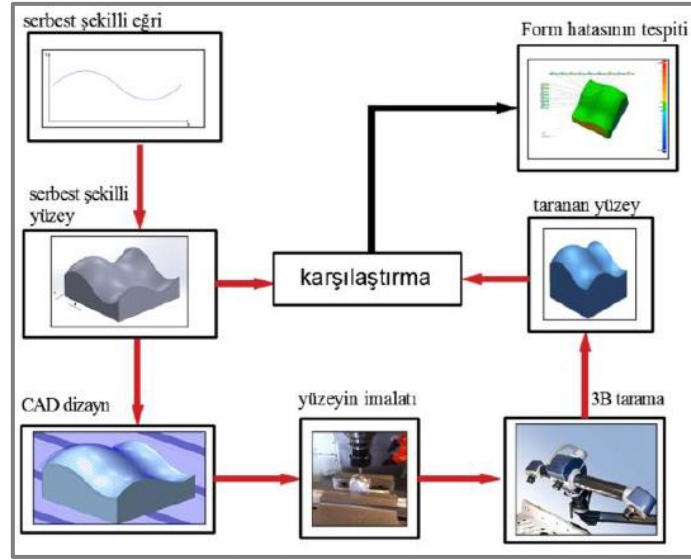 serbest şekilli eğri
Form hatasının tespiti
serbest şekilli
yüzey
taranan yüzey
karşılaştırma
CAD dizayn
yüzeyin imalatı
3B tarama